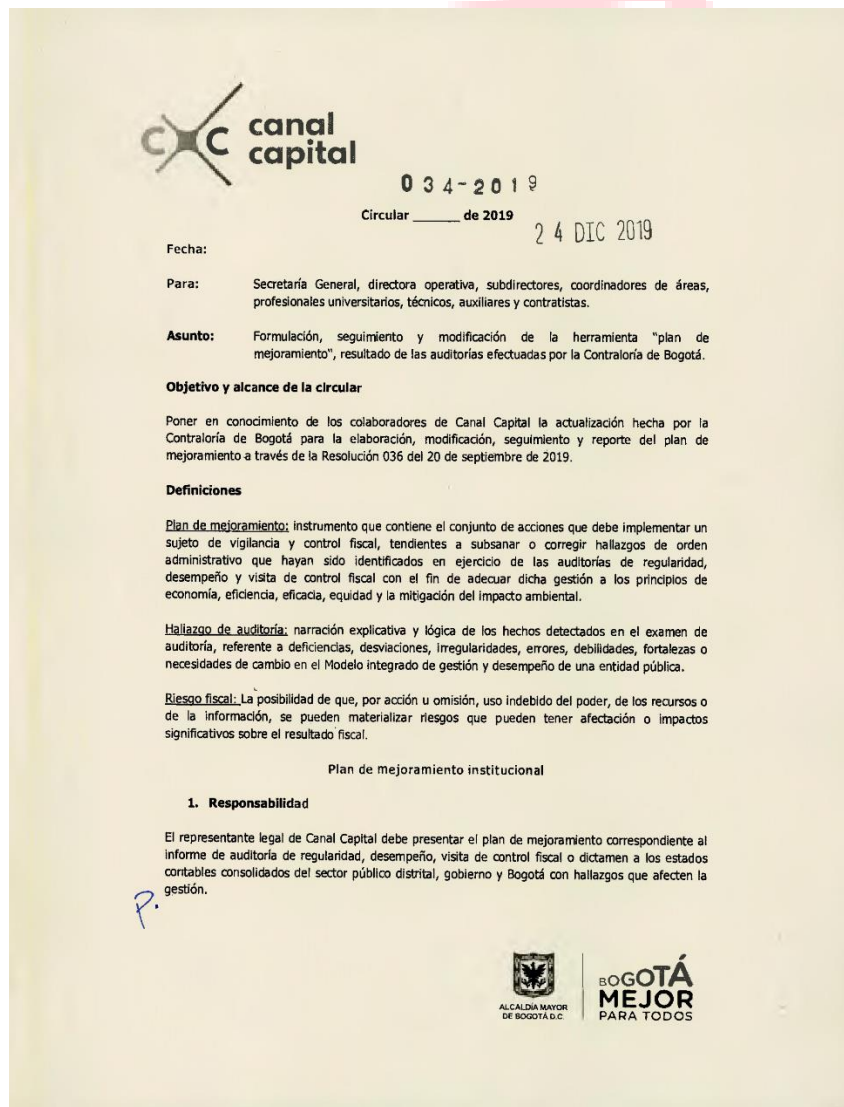 canal
capital
034-2019
Circular ______ de 2019
24 DIC 2019
Fecha:
Para: Secretaría General, directora operativa, subdirectores, coordinadores de áreas,
profesionales universitarios, técnicos, auxiliares y contratistas.
Asunto: Formulación, seguimiento y modificación de la herramienta "plan de
mejoramiento", resultado de las auditorías efectuadas por la Contraloría de Bogotá.
Objetivo y alcance de la circular
Poner en conocimiento de los colaboradores de Canal Capital la actualización hecha por la
Contraloría de Bogotá para la elaboración, modificación, seguimiento y reporte del plan de
mejoramiento a través de la Resolución 036 del 20 de septiembre de 2019.
Definiciones
Plan de mejoramiento: instrumento que contiene el conjunto de acciones que debe implementar un
sujeto de vigilancia y control fiscal, tendientes a subsanar o corregir hallazgos de orden
administrativo que hayan sido identificados en ejercicio de las auditorías de regularidad,
desempeño y visita de control fiscal con el fin de adecuar dicha gestión a los principios de
economía, eficiencia, eficacia, equidad y la mitigación del impacto ambiental.
Hallazgo de auditoría: narración explicativa y lógica de los hechos detectados en el examen de
auditoría, referente a deficiencias, desviaciones, irregularidades, errores, debilidades, fortalezas o
necesidades de cambio en el Modelo integrado de gestión y desempeño de una entidad pública.
Riesgo fiscal: La posibilidad de que, por acción u omisión, uso indebido del poder, de los recursos o
de la información, se pueden materializar riesgos que pueden tener afectación o impactos
significativos sobre el resultado fiscal.
Plan de mejoramiento institucional
1. Responsabilidad
El representante legal de Canal Capital debe presentar el plan de mejoramiento correspondiente al
informe de auditoría de regularidad, desempeño, visita de control fiscal o dictamen a los estados
contables consolidados del sector público distrital, gobierno y Bogotá con hallazgos que afecten la
gestión.
P.
ALCALDÍA MAYOR
DE BOGOTÁ D.C.
BOGOTÁ
MEJOR
PARA TODOS